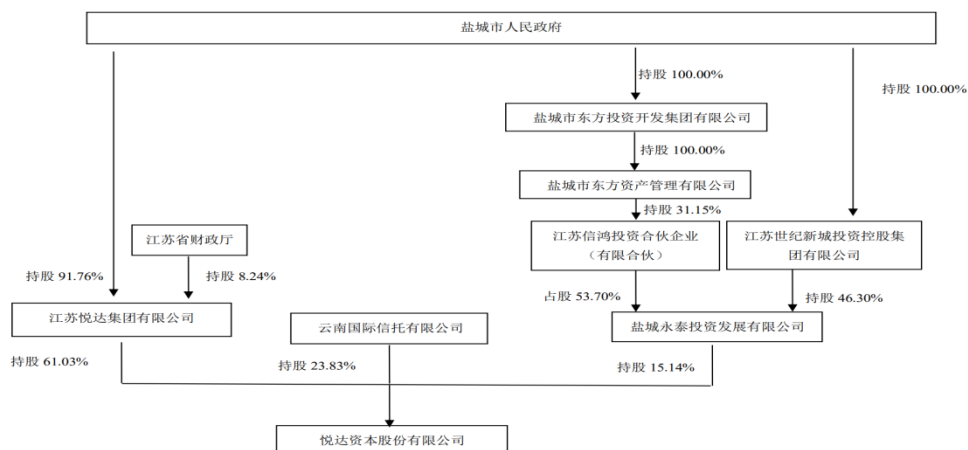 盐城市人民政府
持股 100.00%
持股 100.00%
盐城市东方投资开发集团有限公司
持股 100.00%
盐城市东方资产管理有限公司
持股 31.15%
江苏省财政厅
江苏信鸿投资合伙企业
（有限合伙）
江苏世纪新城投资控股集
团有限公司
持股 91.76%
持股 8.24%
占股 53.70%
持股 46.30%
江苏悦达集团有限公司
云南国际信托有限公司
盐城永泰投资发展有限公司
持股 61.03%
持股 23.83%
持股 15.14%
悦达资本股份有限公司